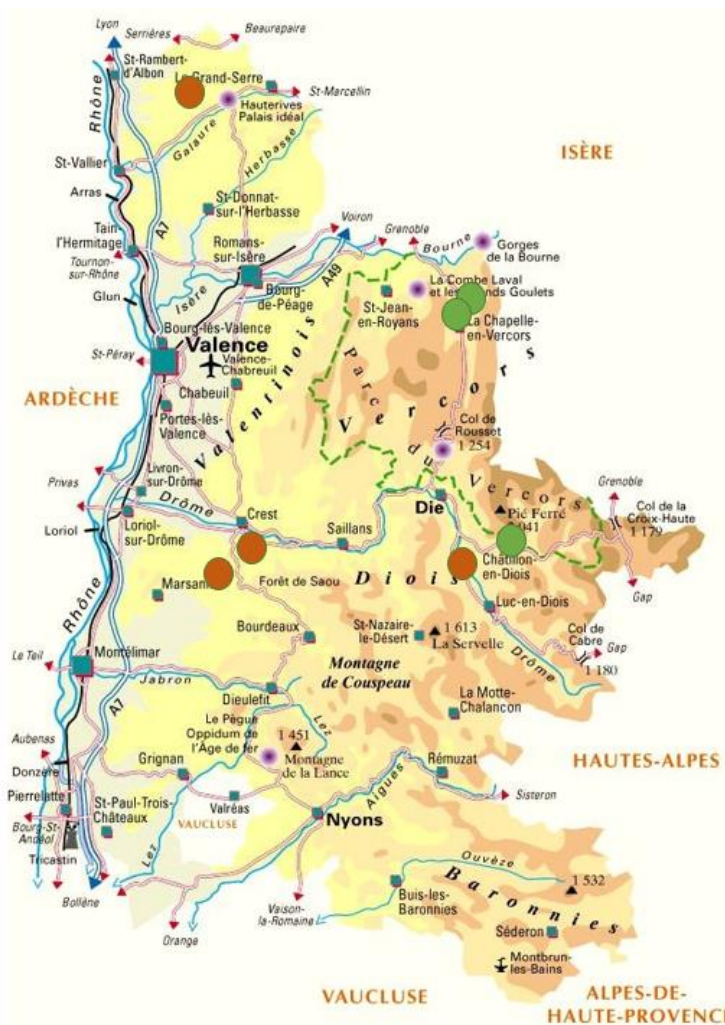 Lyon
Serrières
Beaurepaire
St-Rambert-
d'Albon
Le Grand-Serre
St-Marcellin
Rhône
Hauterives
Palais idéal
ISÈRE
Galaure
Herbasse
St-Vallier
Arras
A7
St-Donnat-
sur-l'Herbasse
Voiron
Grenoble
Bourne
Gorges
de la Bourne
Tain-
l'Hermitage
Tournon-
sur-Rhône
Romans-
sur-Isère
A49
Glun
Isère
Bourg-
de-Péage
St-Jean-
en-Royans
La Combe Laval
et les Grands Goulets
Bourg-lès-Valence
La Chapelle-
en-Vercors
St-Péray
Valence
Valence-
Chabreuil
Valentinois
ARDÈCHE
Chabeuil
Parc
du
Vercors
Vercors
Portes-lès-
Valence
Col de
Rousset
1 254
Privas
Livron-
sur-Drôme
Drôme
Die
Grenoble
Col de la
Croix-Haute
1 179
Pié Ferré
2 041
Loriol
Loriol-
sur-Drôme
Crest
Saillans
Châtillon-
en-Diois
Gap
Forêt de Saou
Diois
Luc-en-Diois
Rhône
Bourdeaux
St-Nazaire-
le-Désert
1 613
La Servelle
Col de
Cabre
Gap
1 180
Drôme
Le Teil
Montélimar
Jabron
Montagne
de Couspeau
Dieulefit
La Motte-
Chalancon
A7
Le Pègue
Oppidum de
l'Âge de fer
Lez
1 451
Montagne
de la Lance
HAUTES-ALPES
Aubenas
Donzère
Grignan
Rémuzat
Pierrelatte
St-Paul-Trois-
Châteaux
Valréas
Aigues
Sisteron
Bourg-St-
Andéol
VAUCLUSE
Nyons
Tricastin
Lez
Ouvèze
Baronnies
1 532
Bollène
Buis-les-
Baronnies
Orange
Vaison-
la-Romaine
Séderon
Montbrun-
les-Bains
VAUCLUSE
ALPES-DE-
HAUTE-PROVENCE